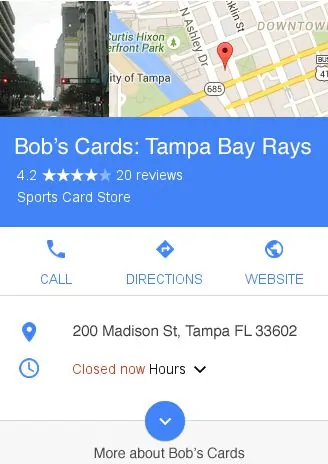 nklin St
DOWNTOWN
Curtis Hixon
erfront Park
N Ashley Dr
ity of Tampa
685
BUS
41
Bob's Cards: Tampa Bay Rays
4.2 ★★★★★ 20 reviews
Sports Card Store
CALL DIRECTIONS WEBSITE
200 Madison St, Tampa FL 33602
Closed now Hours
More about Bob's Cards